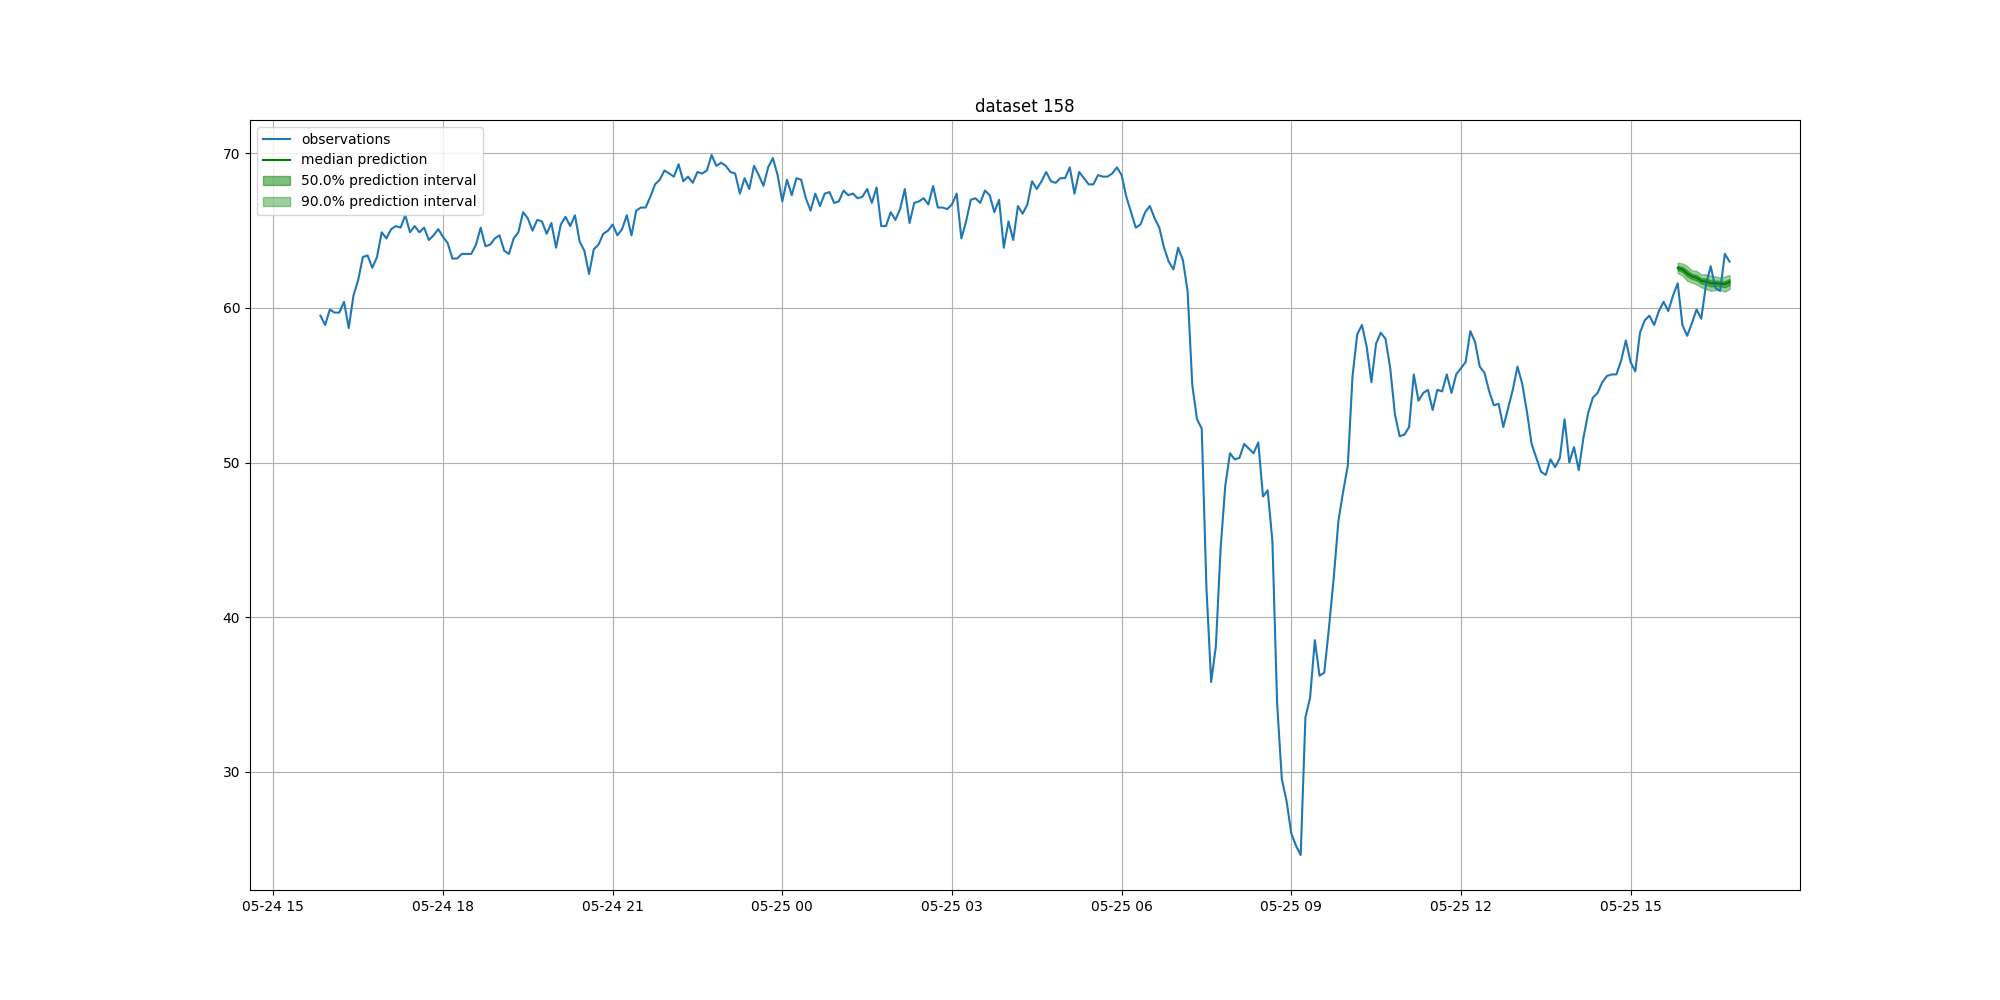 dataset 158
observations
median prediction
50.0% prediction interval
90.0% prediction interval
70
60
50
40
30
05-24 15
05-24 18
05-24 21
05-25 00
05-25 03
05-25 06
05-25 09
05-25 12
05-25 15